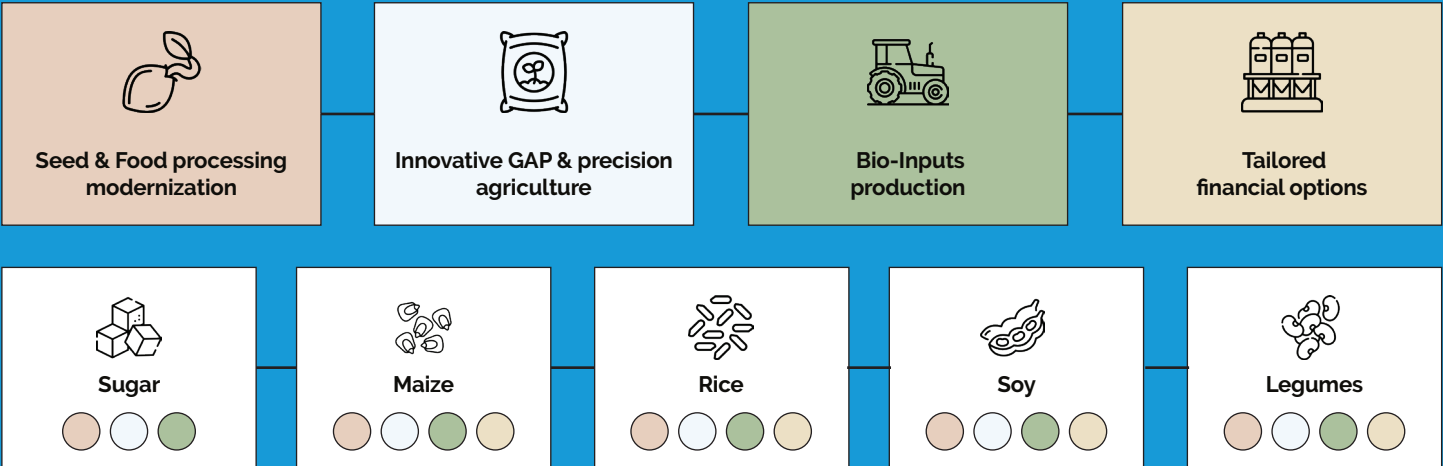 Seed & Food processing
modernization
Innovative GAP & precision
agriculture
Bio-Inputs
production
Tailored
financial options
Sugar
Maize
Rice
Soy
Legumes